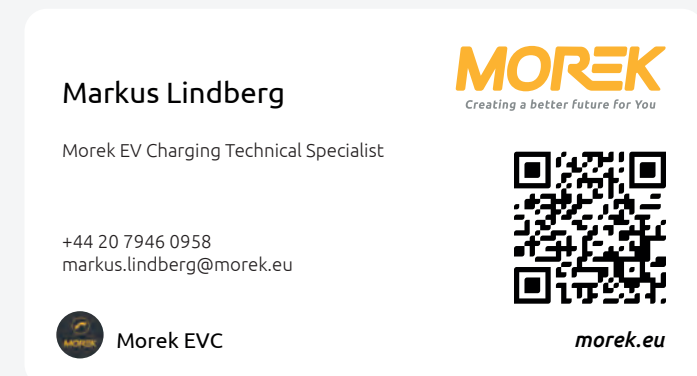 Markus Lindberg
MOREK
Creating a better future for You
Morek EV Charging Technical Specialist
+44 20 7946 0958
markus.lindberg@morek.eu
MOREK
Morek EVC
morek.eu